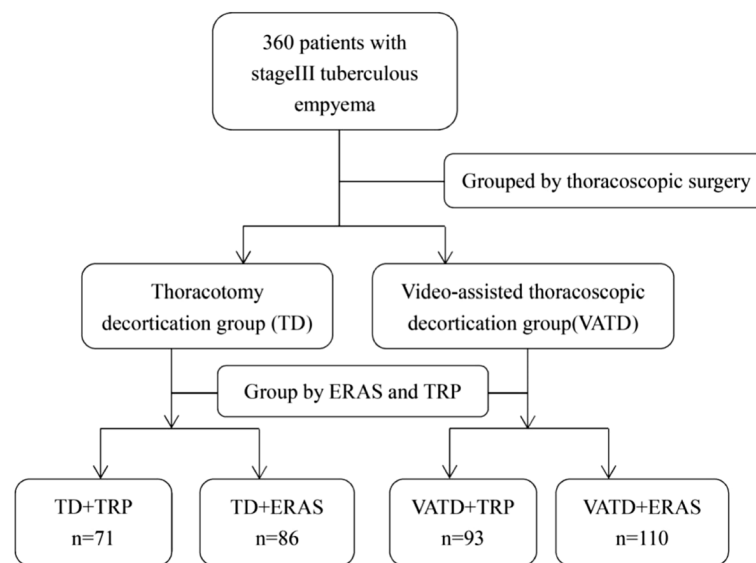 360 patients with
stageIII tuberculous
empyema
Grouped by thoracoscopic surgery
Thoracotomy
decortication group (TD)
Video-assisted thoracoscopic
decortication group(VATD)
Group by ERAS and TRP
TD+TRP
n=71
TD+ERAS
n=86
VATD+TRP
n=93
VATD+ERAS
n=110